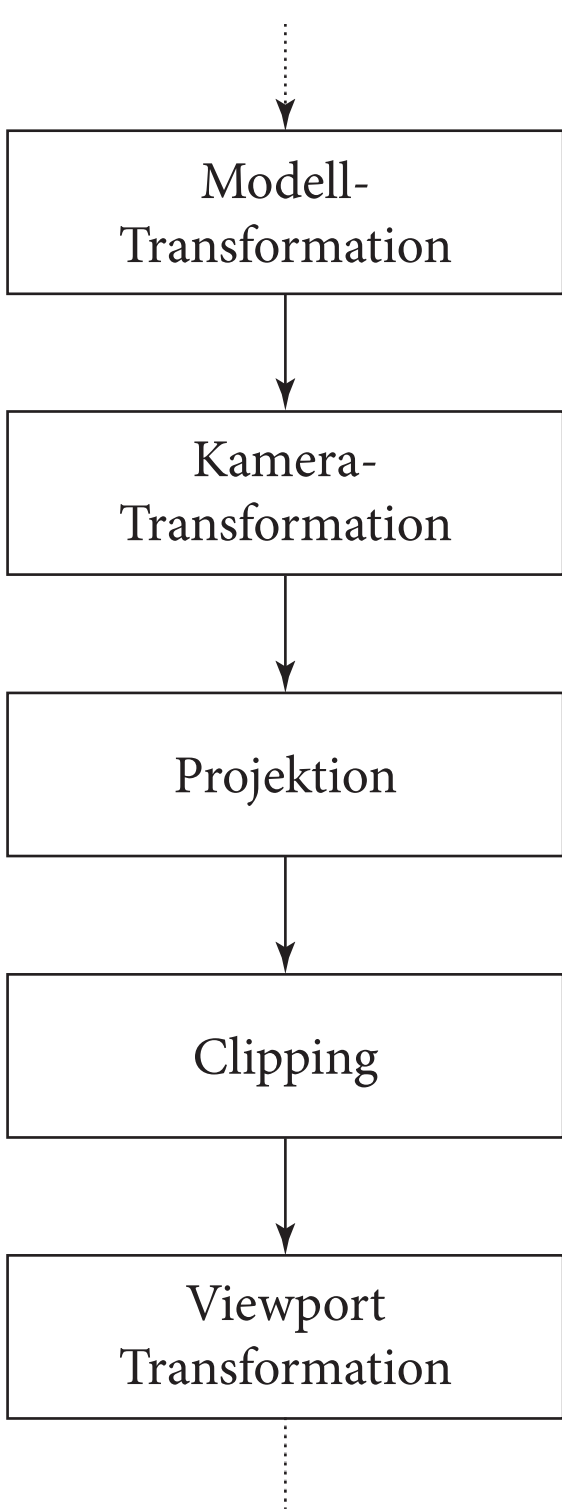 Modell-
Transformation
Kamera-
Transformation
Projektion
Clipping
Viewport
Transformation